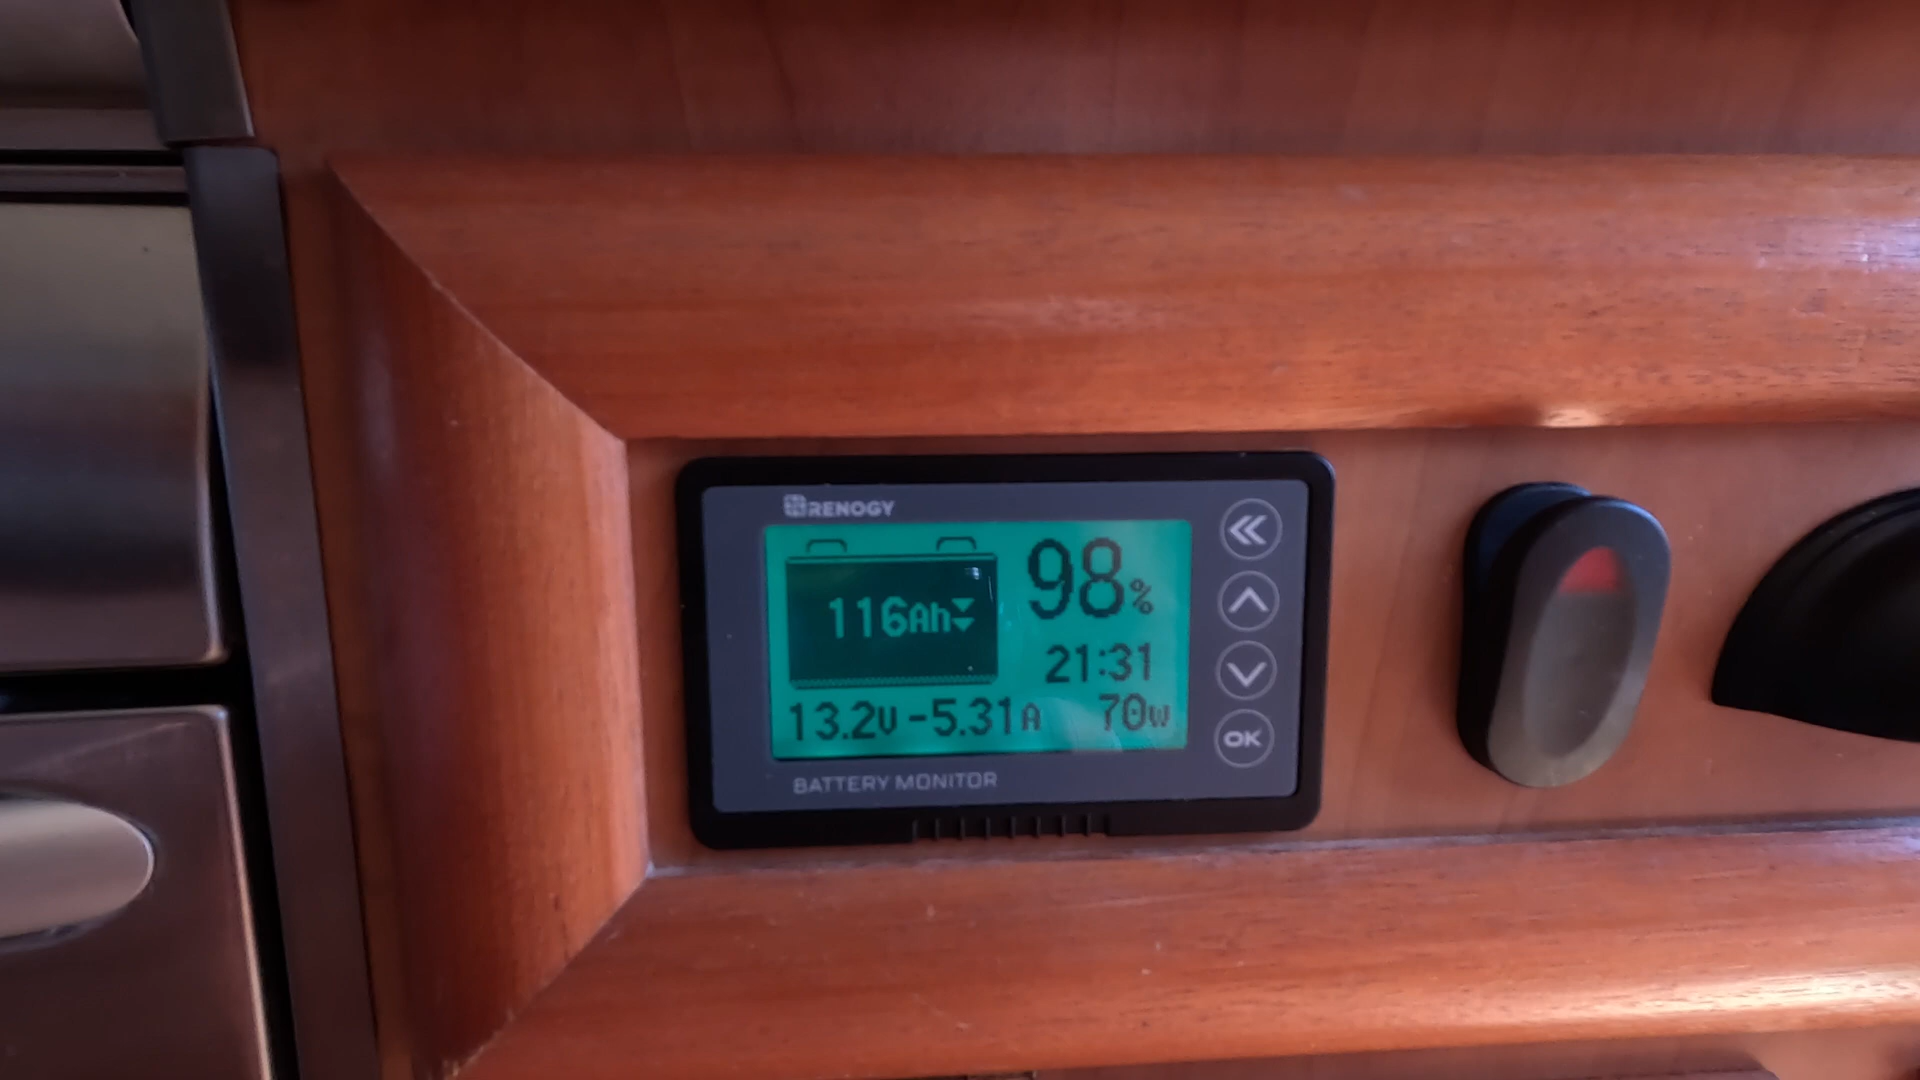 RENOGY
116Ah
98%
21:31
13.2V -5.31A 70W
OK
BATTERY MONITOR